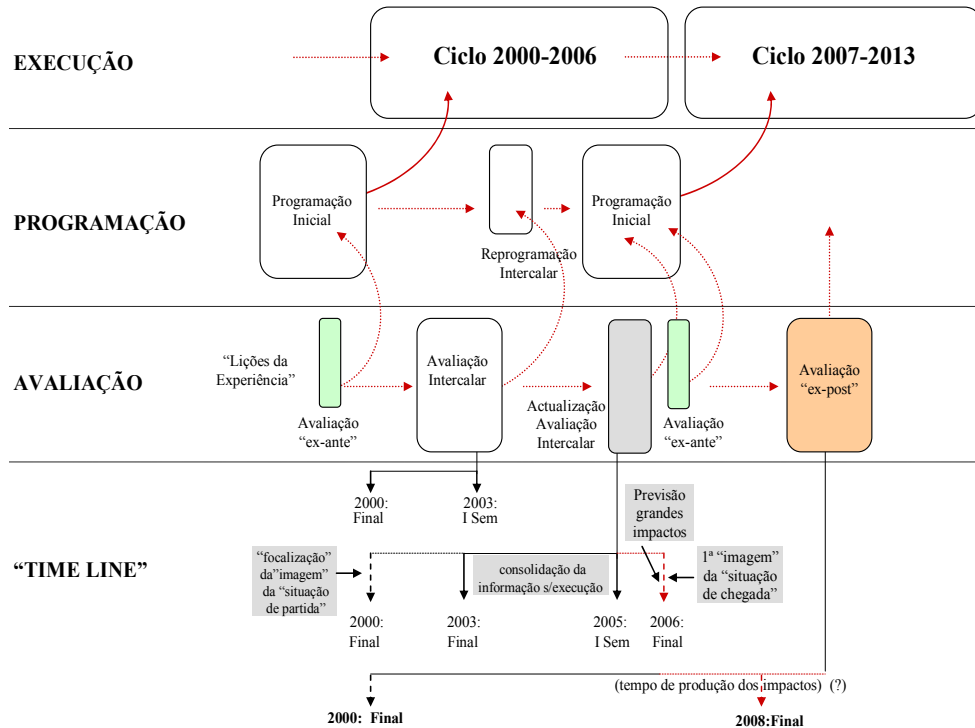 EXECUÇÃO
Ciclo 2000-2006
Ciclo 2007-2013
PROGRAMAÇÃO
Programação
Inicial
Reprogramação
Intercalar
Programação
Inicial
AVALIAÇÃO
“Lições da
Experiência”
Avaliação
“ex-ante”
Avaliação
Intercalar
Actualização
Avaliação
Intercalar
Avaliação
“ex-ante”
Avaliação
“ex-post”
“TIME LINE”
2000:
Final
2003:
I Sem
“focalização”
da”imagem”
da “situação
de partida”
consolidação da
informação s/execução
Previsão
grandes
impactos
1ª “imagem”
da “situação
de chegada”
2000:
Final
2003:
Final
2005:
I Sem
2006:
Final
(tempo de produção dos impactos) (?)
2000: Final
2008:Final